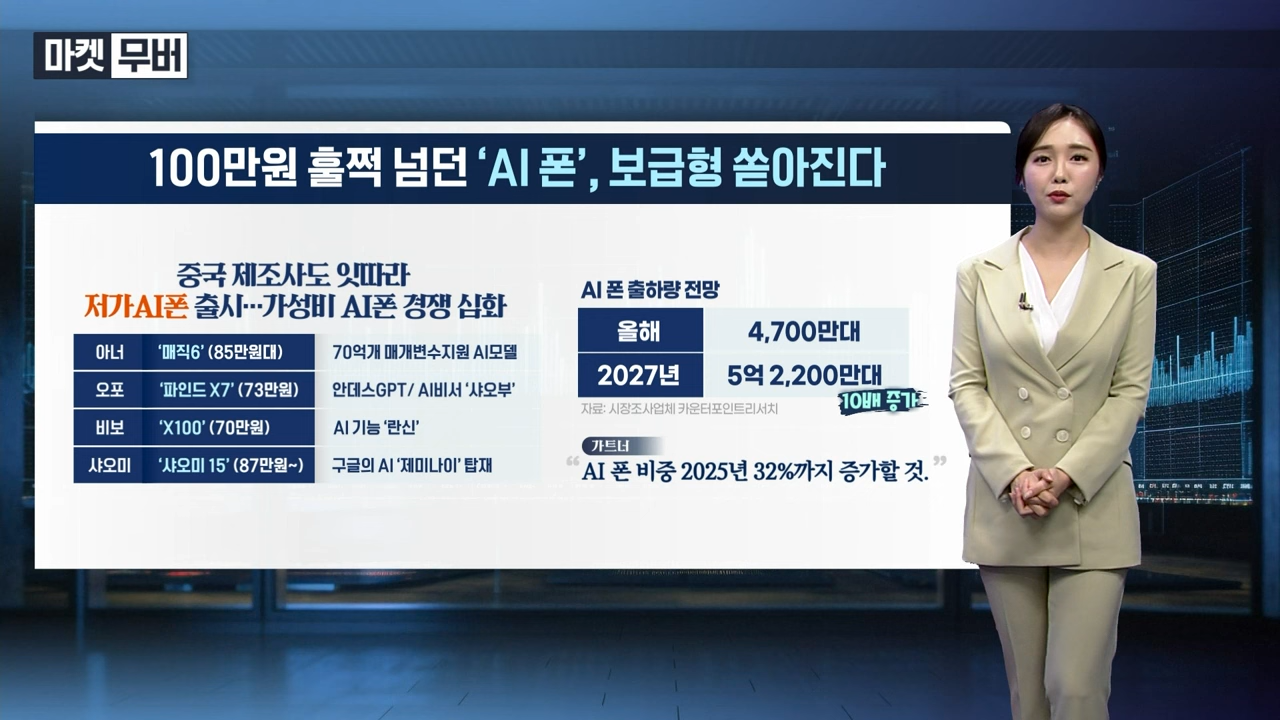 마켓무버
100만원 훌쩍 넘던 ‘AI 폰’, 보급형 쏟아진다
중국 제조사도 잇따라
저가AI폰 출시…가성비 AI폰 경쟁 심화
아너 ‘매직6’ (85만원대) 70억개 매개변수지원 AI모델
오포 ‘파인드 X7’ (73만원) 안데스GPT/ AI비서 ‘샤오부’
비보 ‘X100’ (70만원) AI 기능 ‘란신’
샤오미 ‘샤오미 15’ (87만원~) 구글의 AI ‘제미나이’ 탑재
AI 폰 출하량 전망
올해 4,700만대
2027년 5억 2,200만대
10배 증가
자료: 시장조사업체 카운터포인트리서치
가트너
“AI 폰 비중 2025년 32%까지 증가할 것.”